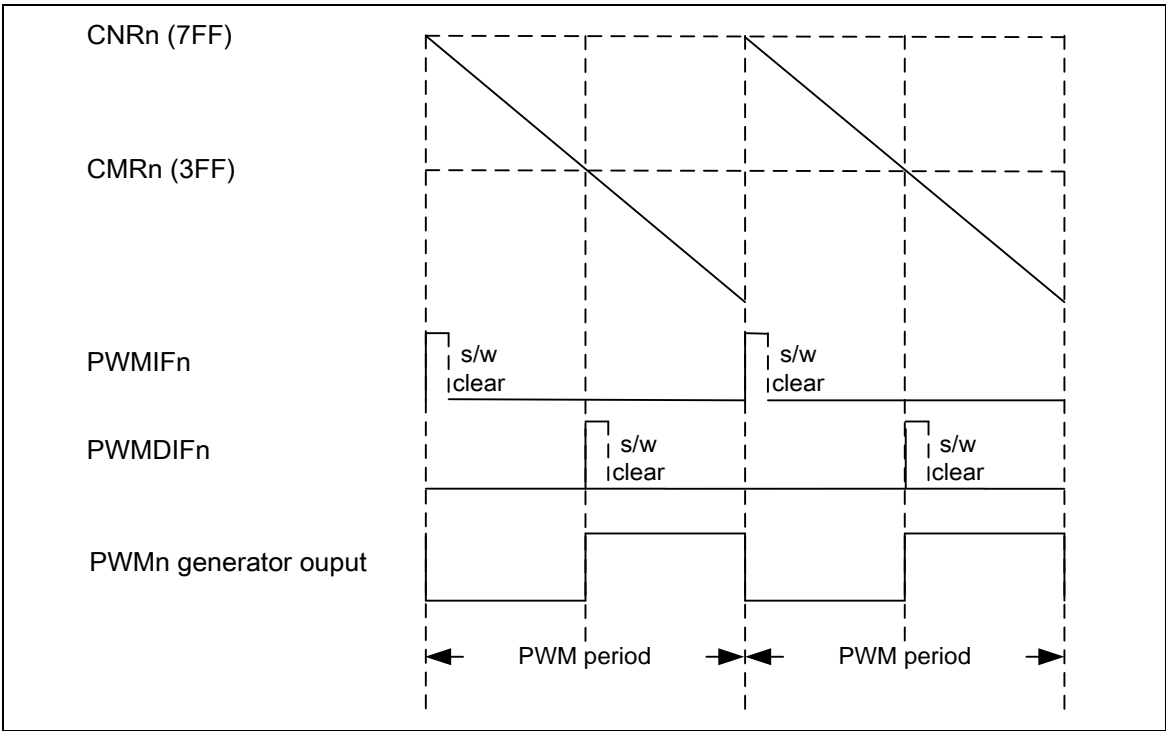 CNRn (7FF)
CMRn (3FF)
PWMIFn
s/w
clear
s/w
clear
PWMDIFn
s/w
clear
s/w
clear
PWMn generator ouput
PWM period
PWM period